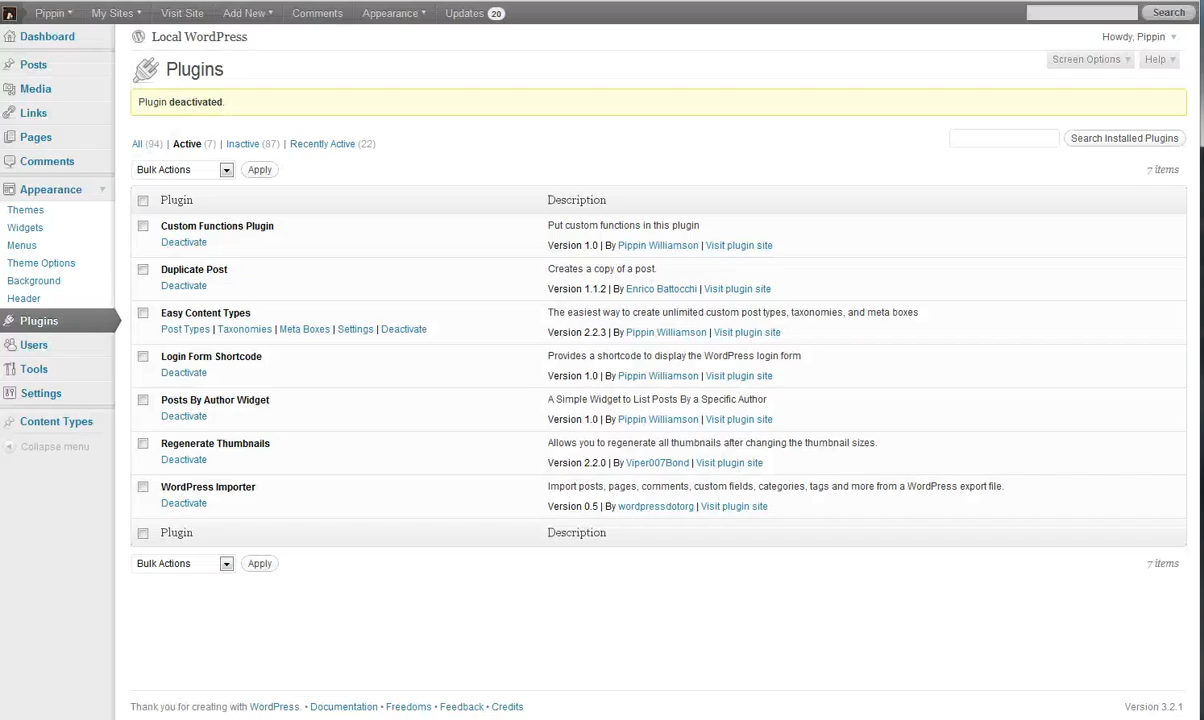 Pippin My Sites Visit Site Add New Comments Appearance Updates 20 Search
Dashboard
Posts
Media
Links
Pages
Comments
Appearance
Themes
Widgets
Menus
Theme Options
Background
Header
Plugins
Users
Tools
Settings
Content Types
Collapse menu
Local WordPress
Howdy, Pippin
Plugins
Screen Options Help
Plugin deactivated.
All (94) | Active (7) | Inactive (87) | Recently Active (22)
Search Installed Plugins
Bulk Actions Apply 7 items
Plugin Description
Custom Functions Plugin Put custom functions in this plugin
Deactivate Version 1.0 | By Pippin Williamson | Visit plugin site
Duplicate Post Creates a copy of a post.
Deactivate Version 1.1.2 | By Enrico Battocchi | Visit plugin site
Easy Content Types The easiest way to create unlimited custom post types, taxonomies, and meta boxes
Post Types | Taxonomies | Meta Boxes | Settings | Deactivate Version 2.2.3 | By Pippin Williamson | Visit plugin site
Login Form Shortcode Provides a shortcode to display the WordPress login form
Deactivate Version 1.0 | By Pippin Williamson | Visit plugin site
Posts By Author Widget A Simple Widget to List Posts By a Specific Author
Deactivate Version 1.0 | By Pippin Williamson | Visit plugin site
Regenerate Thumbnails Allows you to regenerate all thumbnails after changing the thumbnail sizes.
Deactivate Version 2.2.0 | By Viper007Bond | Visit plugin site
WordPress Importer Import posts, pages, comments, custom fields, categories, tags and more from a WordPress export file.
Deactivate Version 0.5 | By wordpressdotorg | Visit plugin site
Plugin Description
Bulk Actions Apply 7 items
Thank you for creating with WordPress. • Documentation • Freedoms • Feedback • Credits Version 3.2.1